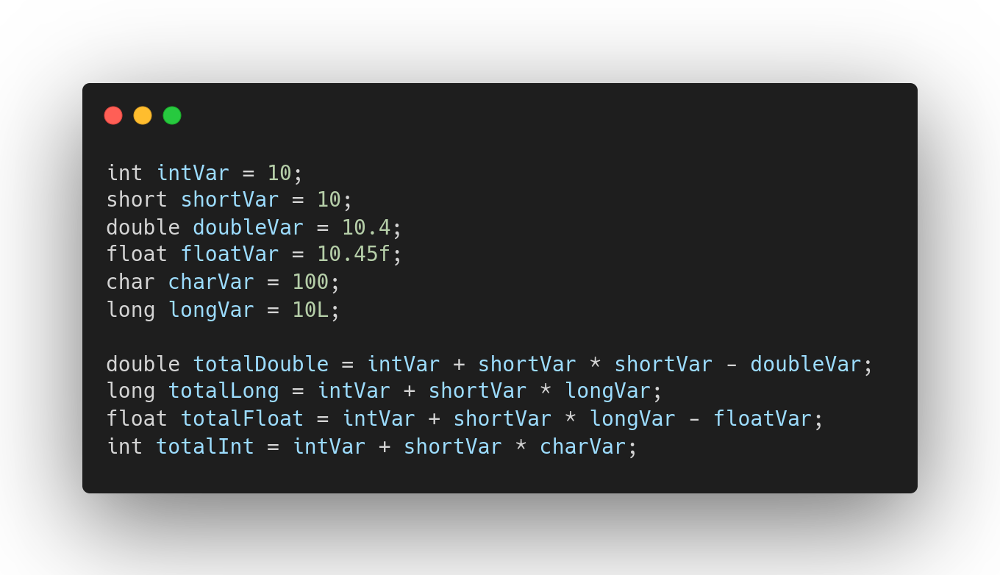 int intVar = 10;
short shortVar = 10;
double doubleVar = 10.4;
float floatVar = 10.45f;
char charVar = 100;
long longVar = 10L;
double totalDouble = intVar + shortVar * shortVar - doubleVar;
long totalLong = intVar + shortVar * longVar;
float totalFloat = intVar + shortVar * longVar - floatVar;
int totalInt = intVar + shortVar * charVar;